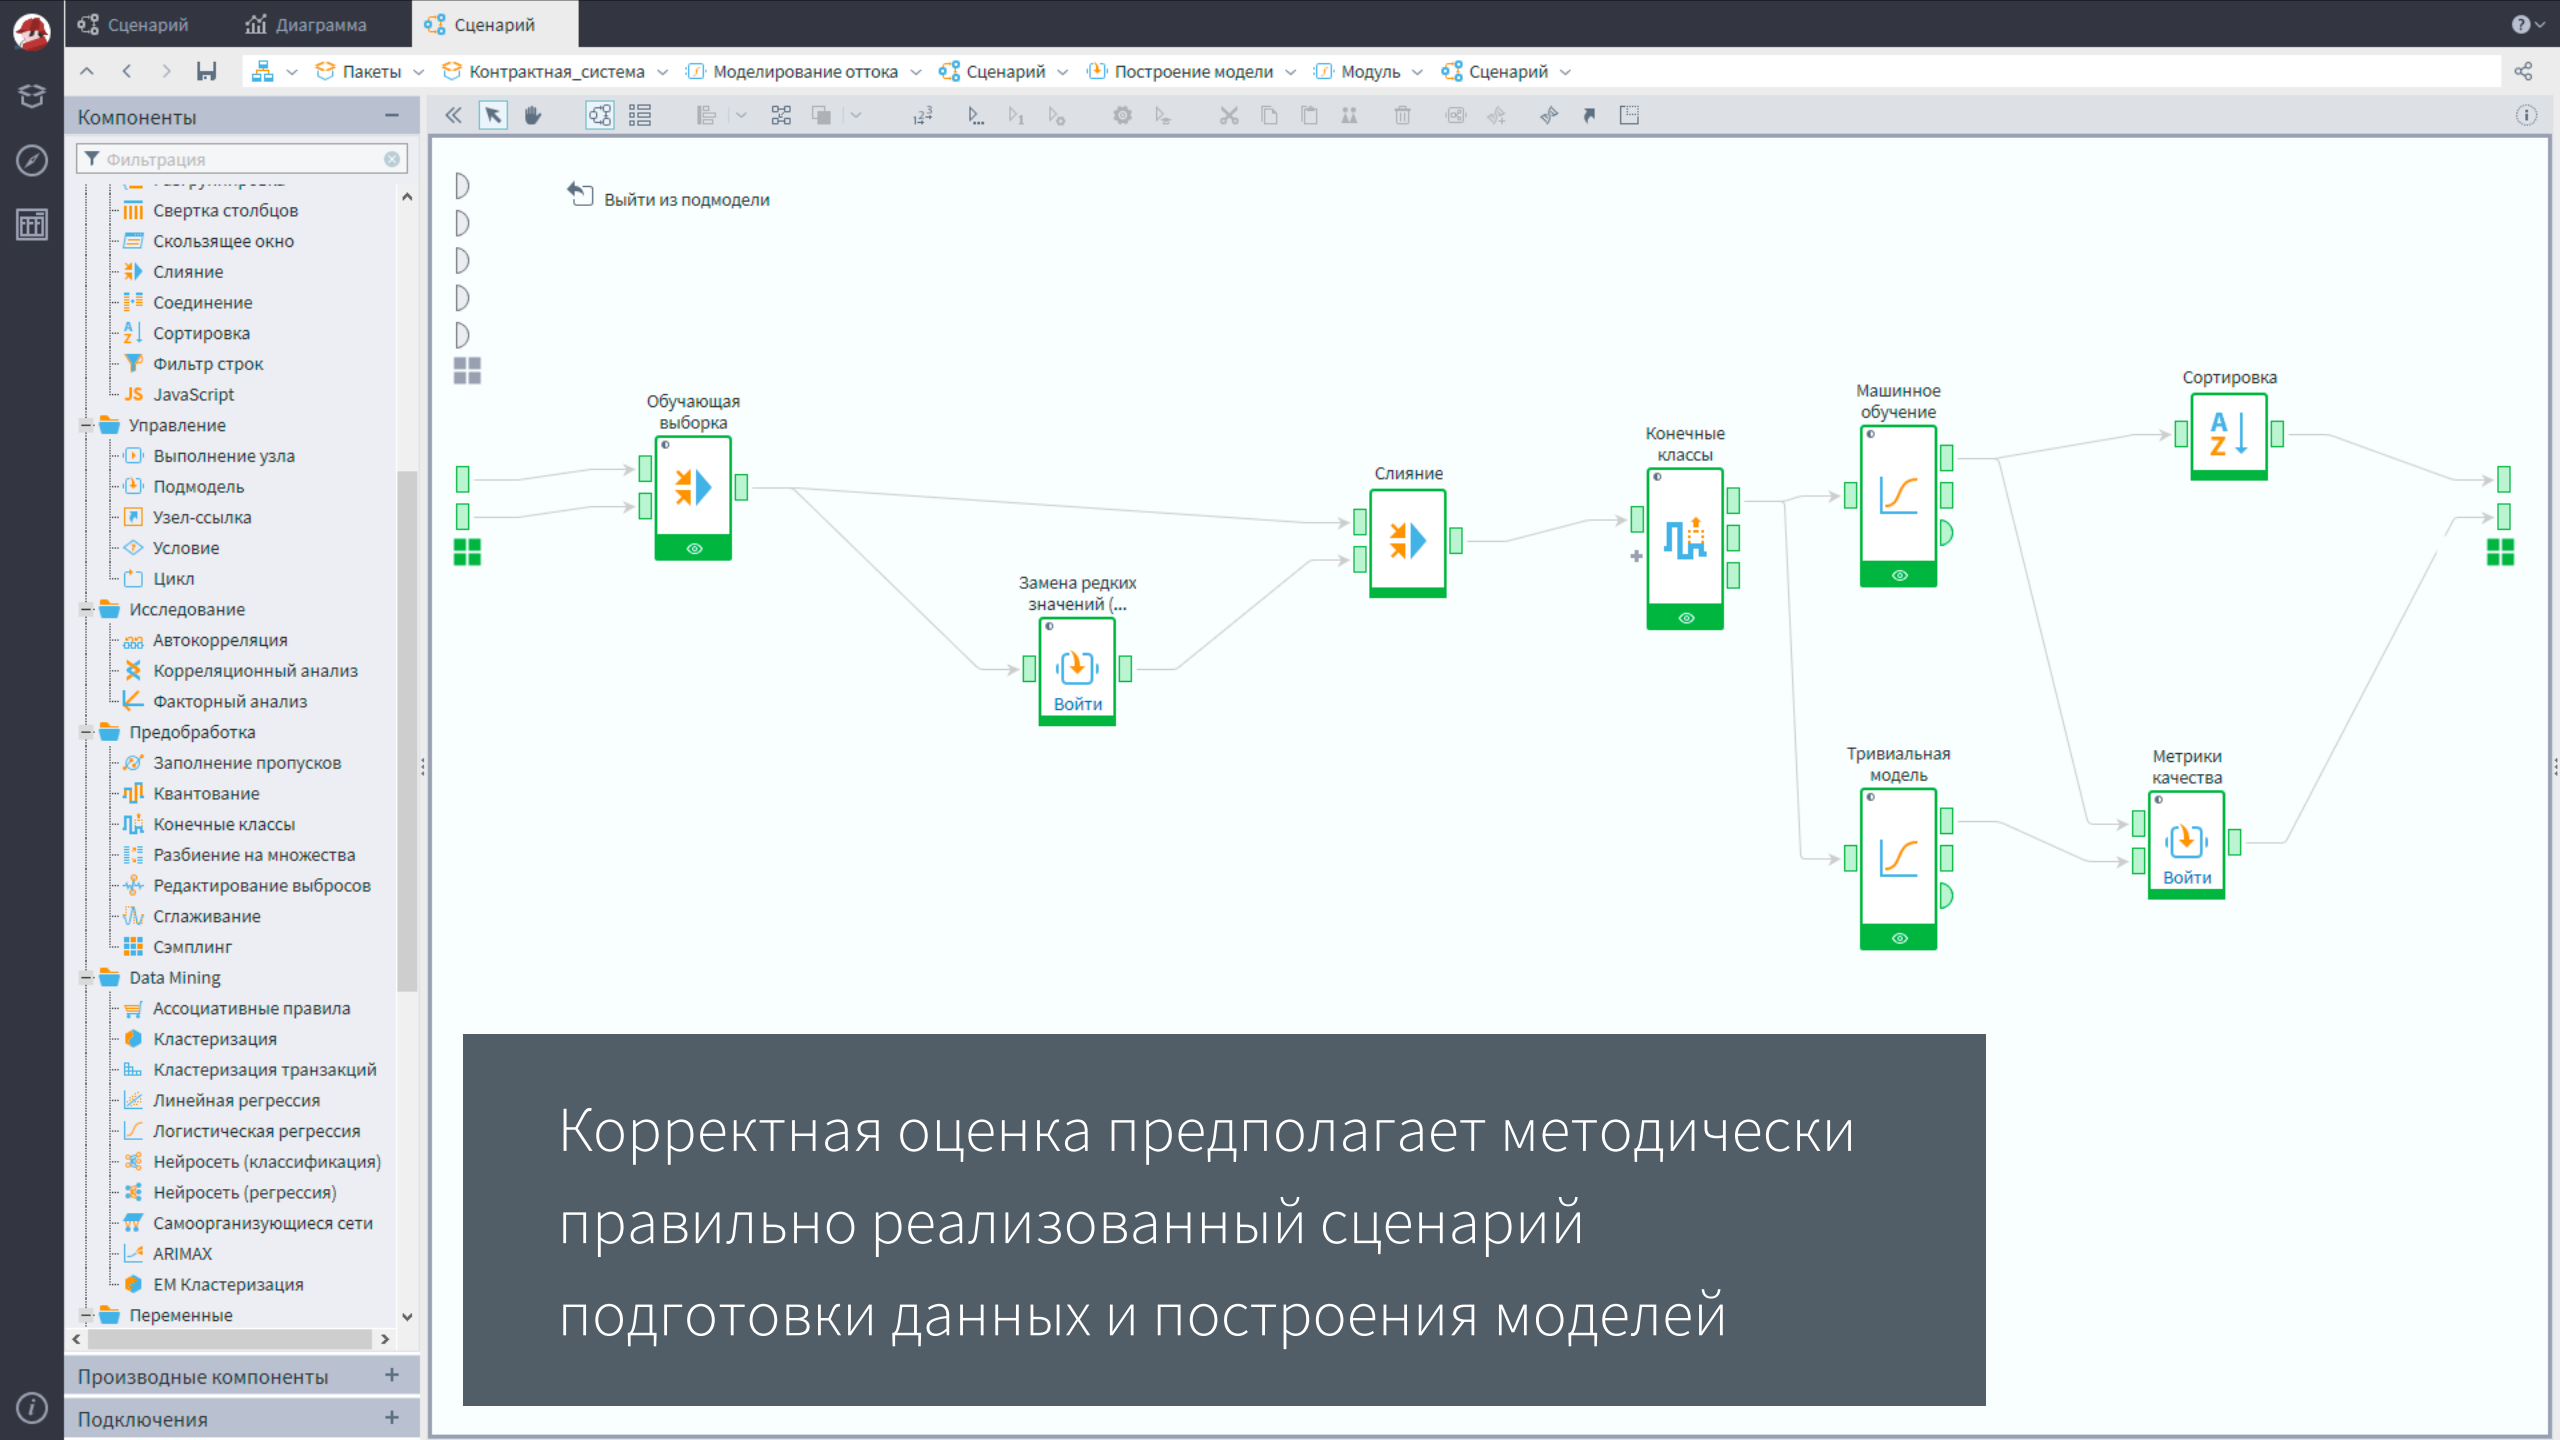 Сценарий
Диаграмма
Сценарий
Пакеты
Контрактная_система
Моделирование оттока
Сценарий
Построение модели
Модуль
Сценарий
Компоненты
Фильтрация
Свертка столбцов
Скользящее окно
Слияние
Соединение
Сортировка
Фильтр строк
JS JavaScript
Управление
Выполнение узла
Подмодель
Узел-ссылка
Условие
Цикл
Исследование
Автокорреляция
Корреляционный анализ
Факторный анализ
Предобработка
Заполнение пропусков
Квантование
Конечные классы
Разбиение на множества
Редактирование выбросов
Сглаживание
Сэмплинг
Data Mining
Ассоциативные правила
Кластеризация
Кластеризация транзакций
Линейная регрессия
Логистическая регрессия
Нейросеть (классификация)
Нейросеть (регрессия)
Самоорганизующиеся сети
ARIMAX
EM Кластеризация
Переменные
Производные компоненты
Подключения
Выйти из подмодели
Обучающая
выборка
Замена редких
значений (...
Войти
Слияние
Конечные
классы
Машинное
обучение
Сортировка
A
Z
Тривиальная
модель
Метрики
качества
Войти
Корректная оценка предполагает методически
правильно реализованный сценарий
подготовки данных и построения моделей